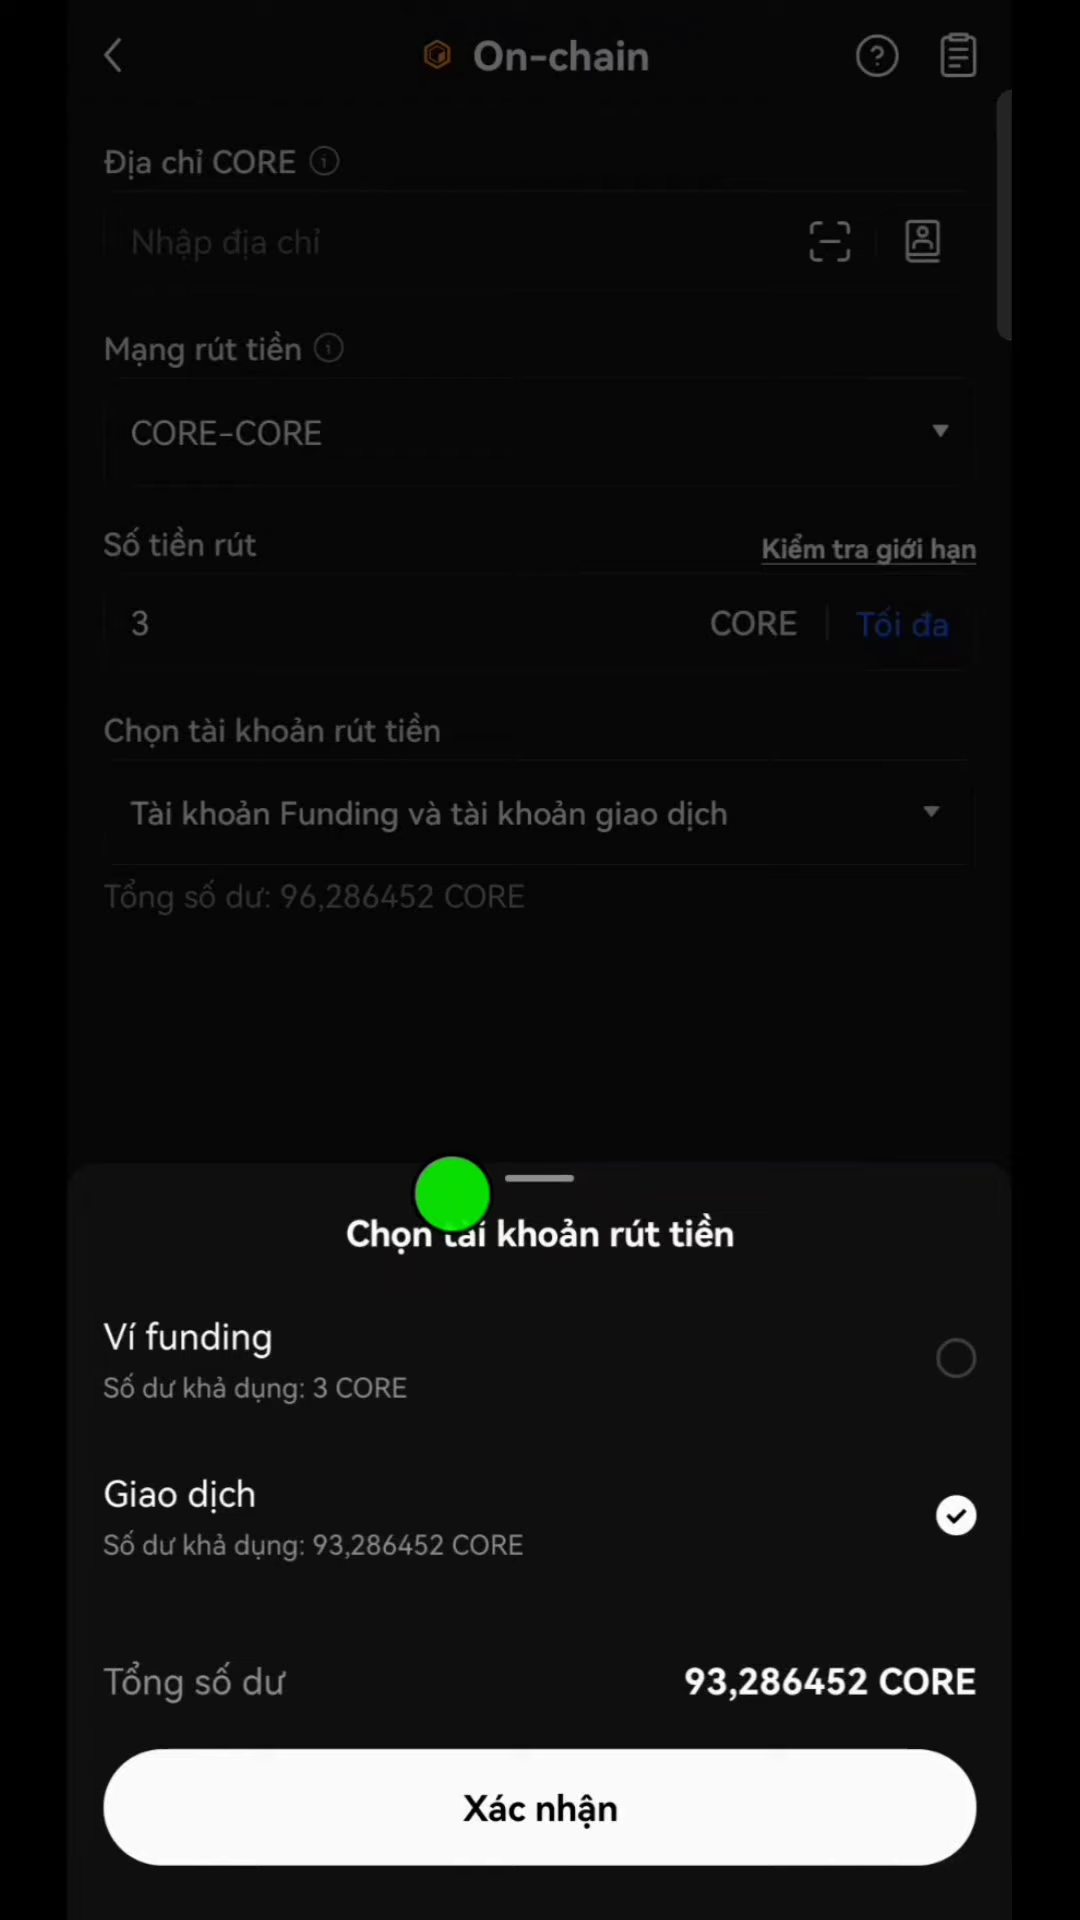 On-chain
Địa chỉ CORE
Nhập địa chỉ
Mạng rút tiền
CORE-CORE
Số tiền rút
Kiểm tra giới hạn
3 CORE Tối đa
Chọn tài khoản rút tiền
Tài khoản Funding và tài khoản giao dịch
Tổng số dư: 96,286452 CORE
Chọn tài khoản rút tiền
Ví funding
Số dư khả dụng: 3 CORE
Giao dịch
Số dư khả dụng: 93,286452 CORE
Tổng số dư 93,286452 CORE
Xác nhận